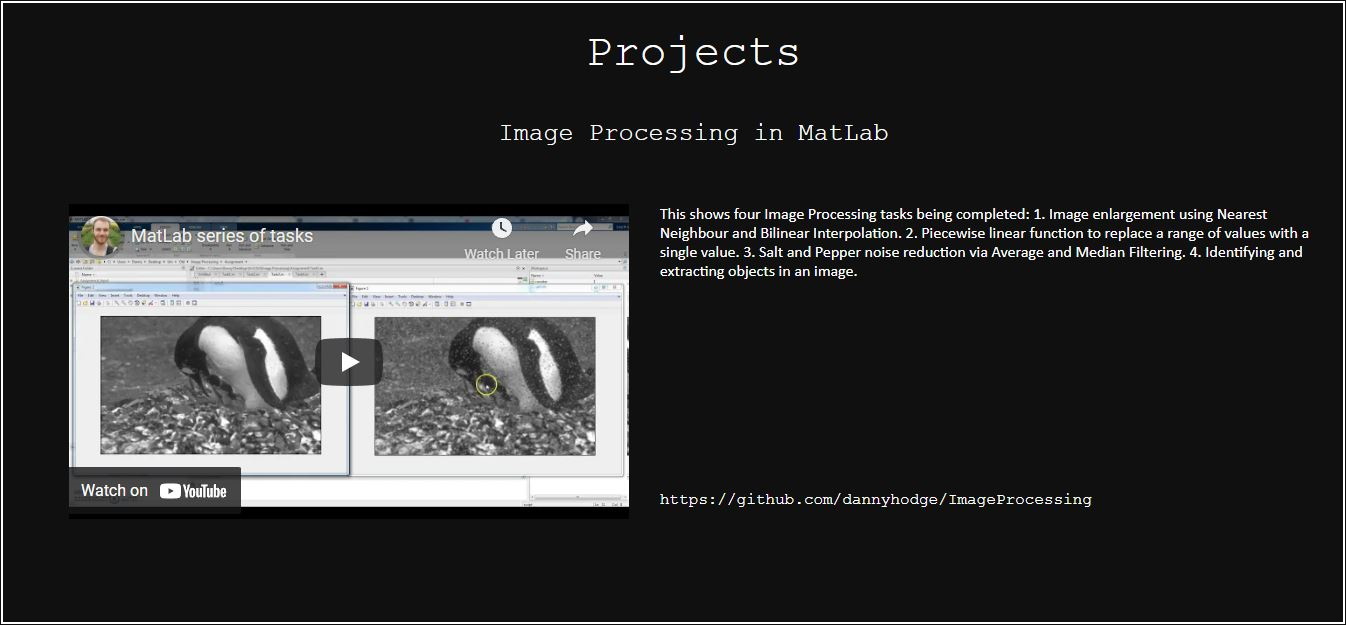 Projects
Image Processing in MatLab
MatLab series of tasks
Watch Later
Share
Watch on YouTube
This shows four Image Processing tasks being completed: 1. Image enlargement using Nearest
Neighbour and Bilinear Interpolation. 2. Piecewise linear function to replace a range of values with a
single value. 3. Salt and Pepper noise reduction via Average and Median Filtering. 4. Identifying and
extracting objects in an image.
https://github.com/dannyhodge/ImageProcessing